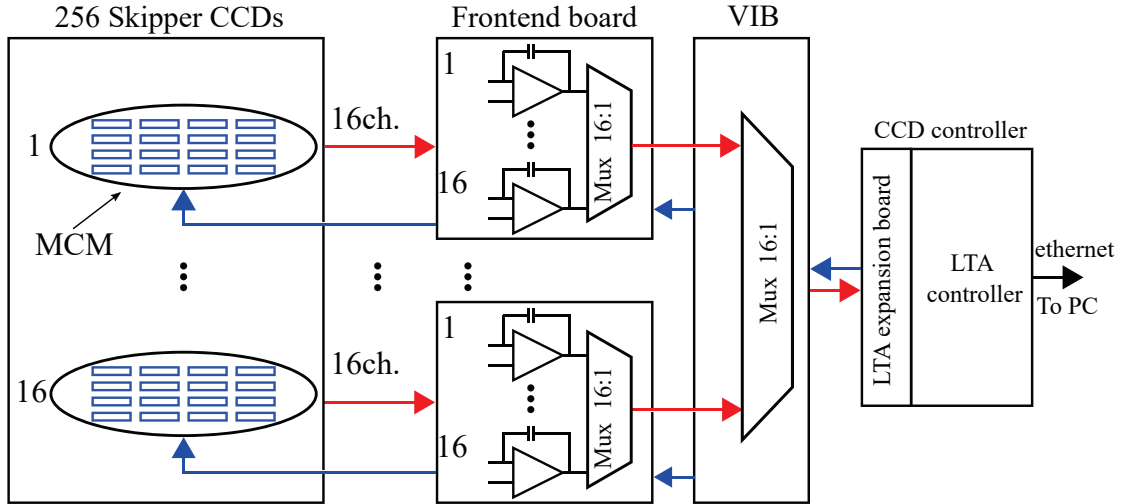 256 Skipper CCDs
Frontend board
VIB
1
MCM
16
16ch.
16ch.
1
16
Mux 16:1
1
16
Mux 16:1
Mux 16:1
CCD controller
LTA expansion board
LTA
controller
ethernet
To PC